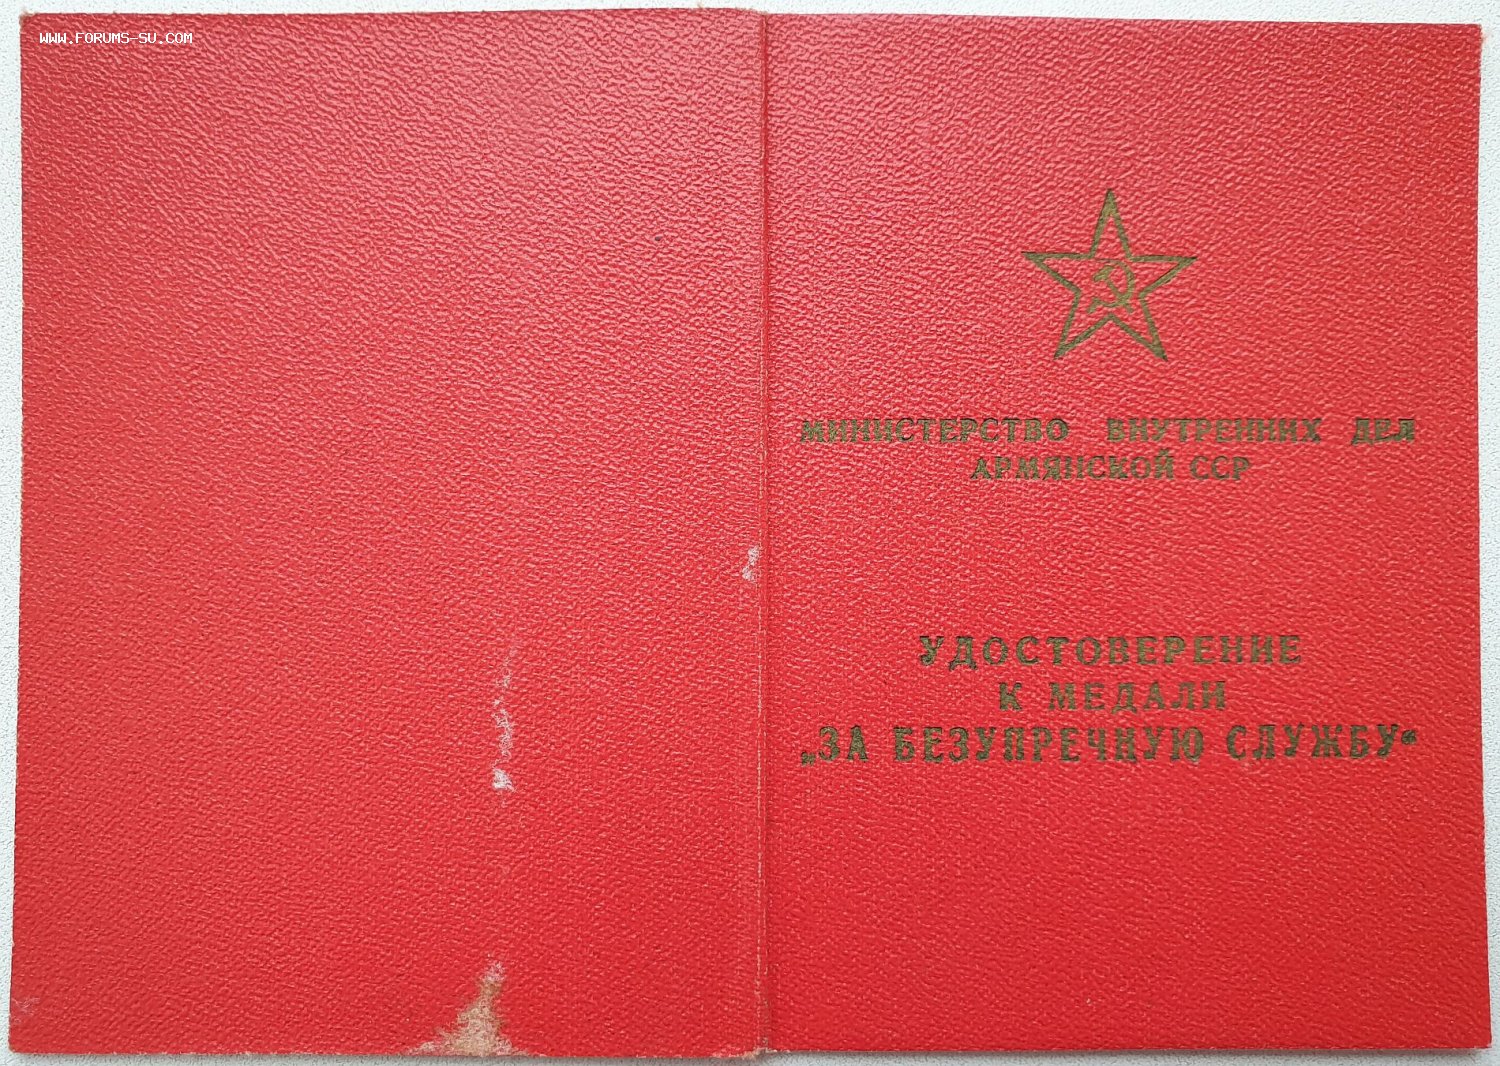 WWW.FORUMS-SU.COM
МИНИСТЕРСТВО ВНУТРЕННИХ ДЕЛ
АРМЯНСКОЙ ССР
УДОСТОВЕРЕНИЕ
К МЕДАЛИ
„ЗА БЕЗУПРЕЧНУЮ СЛУЖБУ“